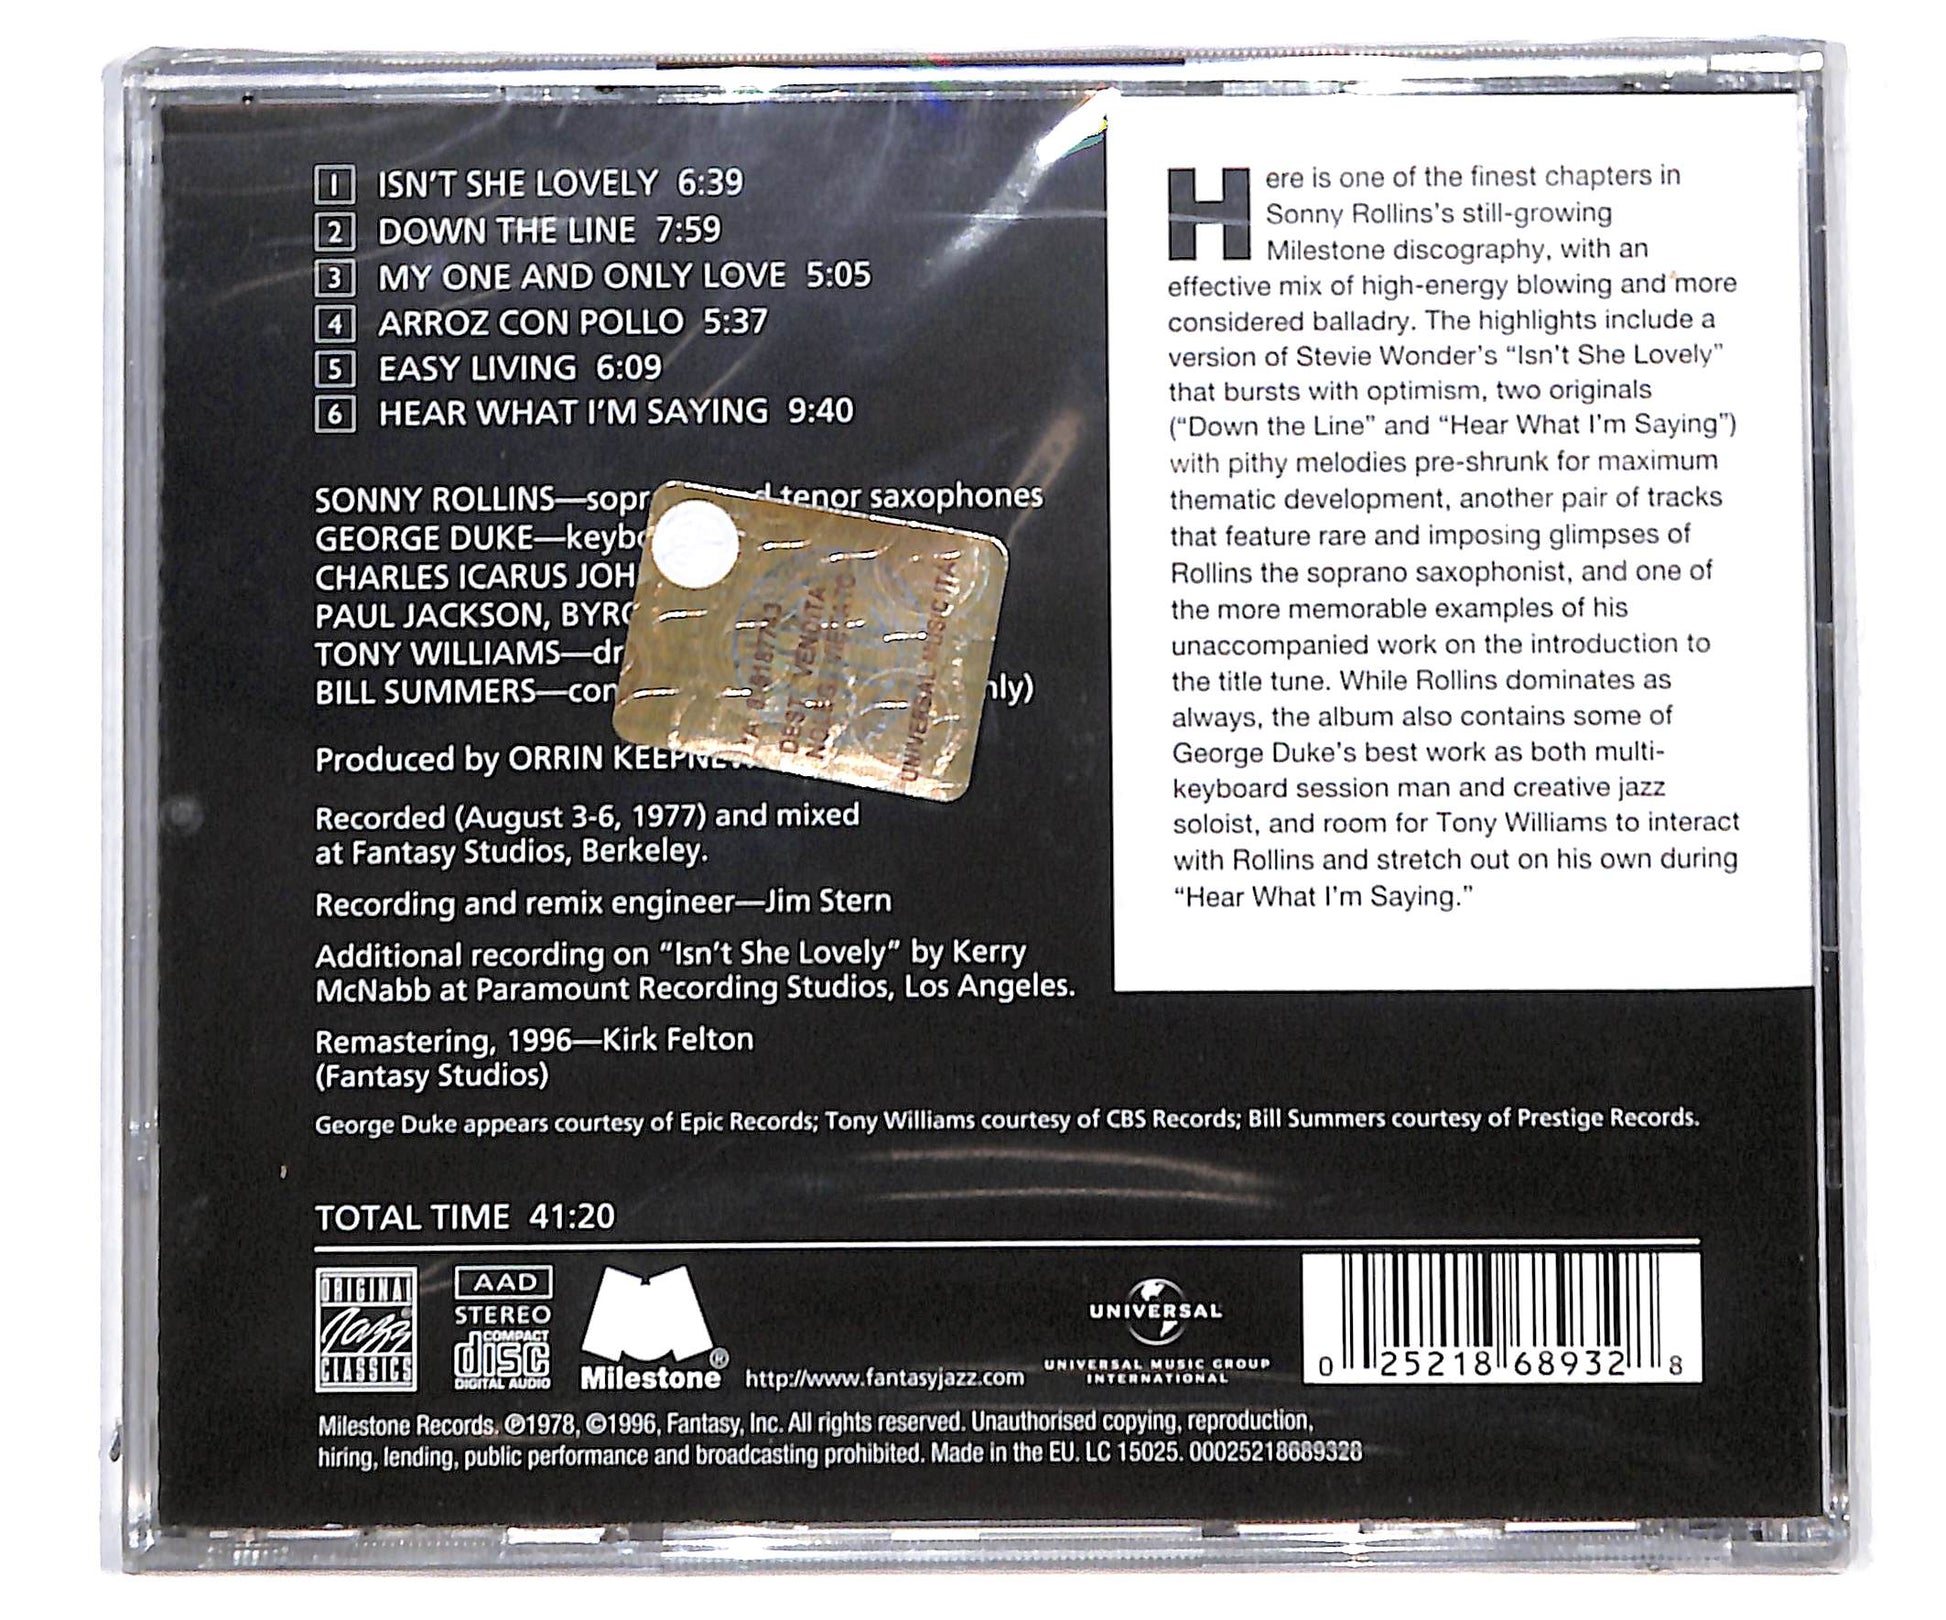 1 ISN'T SHE LOVELY 6:39
2 DOWN THE LINE 7:59
3 MY ONE AND ONLY LOVE 5:05
4 ARROZ CON POLLO 5:37
5 EASY LIVING 6:09
6 HEAR WHAT I'M SAYING 9:40
SONNY ROLLINS—sopr tenor saxophones
GEORGE DUKE—keybo
CHARLES ICARUS JOH
PAUL JACKSON, BYR
TONY WILLIAMS—dr
BILL SUMMERS—con nly)
Produced by ORRIN KEEPNE
Recorded (August 3-6, 1977) and mixed
at Fantasy Studios, Berkeley.
Recording and remix engineer—Jim Stern
Additional recording on "Isn't She Lovely" by Kerry
McNabb at Paramount Recording Studios, Los Angeles.
Remastering, 1996—Kirk Felton
(Fantasy Studios)
George Duke appears courtesy of Epic Records; Tony Williams courtesy of CBS Records; Bill Summers courtesy of Prestige Records.
TOTAL TIME 41:20
DEST VENDITA
UNIVERSAL MUSIC ITA
Here is one of the finest chapters in
Sonny Rollins's still-growing
Milestone discography, with an
effective mix of high-energy blowing and more
considered balladry. The highlights include a
version of Stevie Wonder's "Isn't She Lovely"
that bursts with optimism, two originals
("Down the Line" and "Hear What I'm Saying")
with pithy melodies pre-shrunk for maximum
thematic development, another pair of tracks
that feature rare and imposing glimpses of
Rollins the soprano saxophonist, and one of
the more memorable examples of his
unaccompanied work on the introduction to
the title tune. While Rollins dominates as
always, the album also contains some of
George Duke's best work as both multi-
keyboard session man and creative jazz
soloist, and room for Tony Williams to interact
with Rollins and stretch out on his own during
"Hear What I'm Saying."
ORIGINAL
Jazz
CLASSICS
AAD
STEREO
COMPACT
disc
DIGITAL AUDIO
Milestone®
http://www.fantasyjazz.com
UNIVERSAL
UNIVERSAL MUSIC GROUP
INTERNATIONAL
0 25218 68932 8
Milestone Records. ℗1978, ©1996, Fantasy, Inc. All rights reserved. Unauthorised copying, reproduction,
hiring, lending, public performance and broadcasting prohibited. Made in the EU. LC 15025. 00025218689328